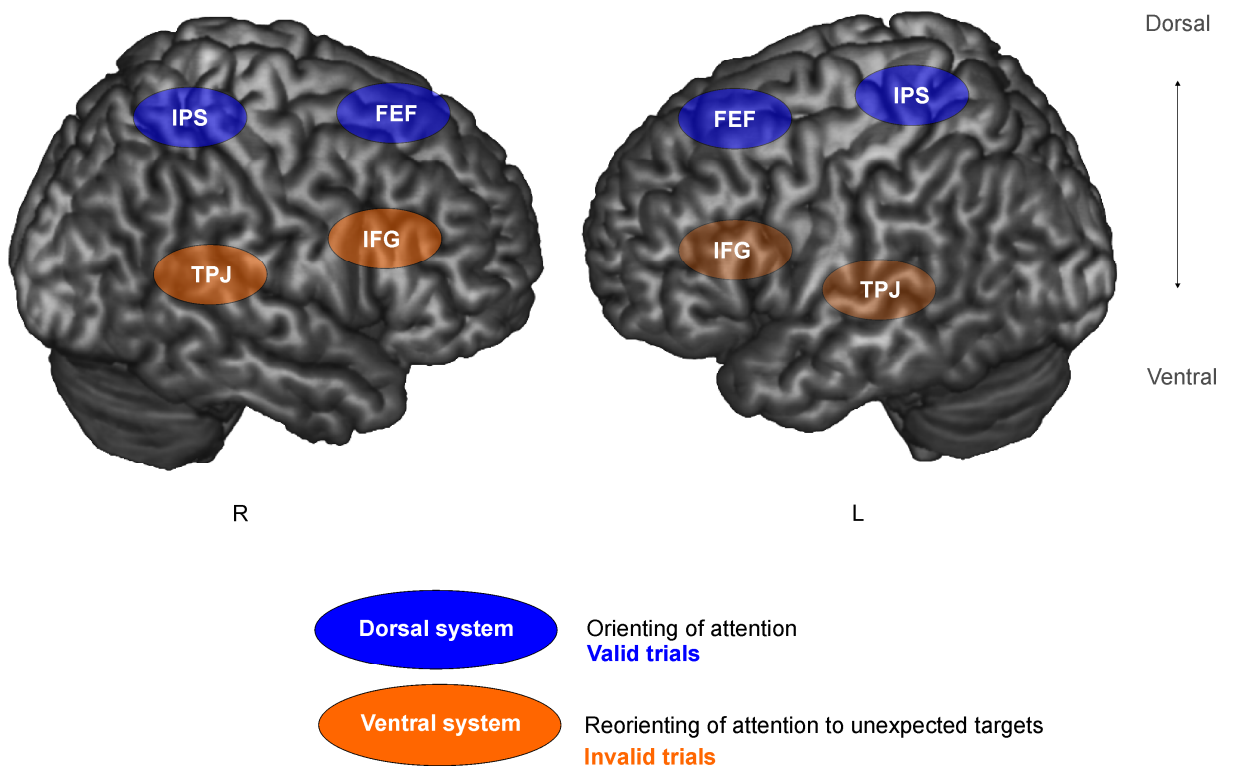 Dorsal
IPS
FEF
IFG
TPJ
FEF
IPS
IFG
TPJ
Ventral
R
L
Dorsal system
Orienting of attention
Valid trials
Ventral system
Reorienting of attention to unexpected targets
Invalid trials